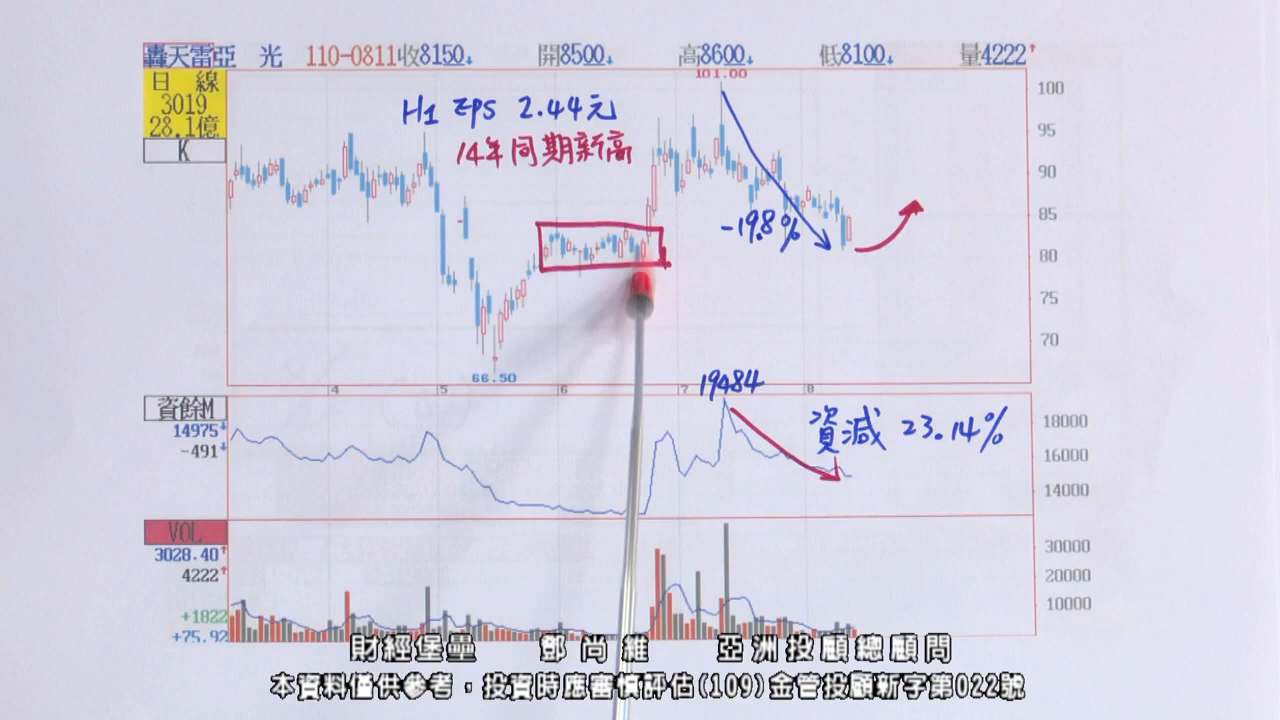 轟天雷亞 光 110-0811收8150↓ 開8500↓ 高8600↓ 低8100↓ 量4222↑
日 線
3019
28.1億
K
101.00
H1 EPS 2.44元
14年同期新高
-19.8%
66.50
100
95
90
85
80
75
70
4 5 6 7 8
資餘M
14975↓
-491↓
19484
資減 23.14%
18000
16000
14000
VOL
3028.40↑
4222↑
+1822
+75.92
30000
20000
10000
財經堡壘 鄧尚維 亞洲投顧總顧問
本資料僅供參考，投資時應審慎評估(109)金管投顧新字第022號